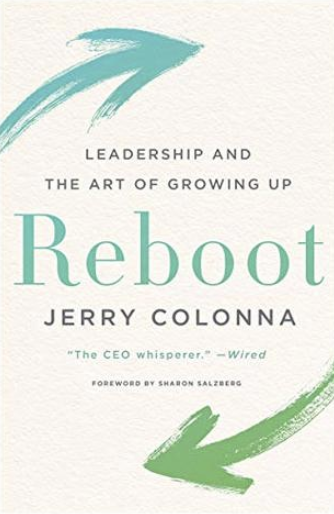 LEADERSHIP AND
THE ART OF GROWING UP
Reboot
JERRY COLONNA
"The CEO whisperer." —Wired
FOREWORD BY SHARON SALZBERG